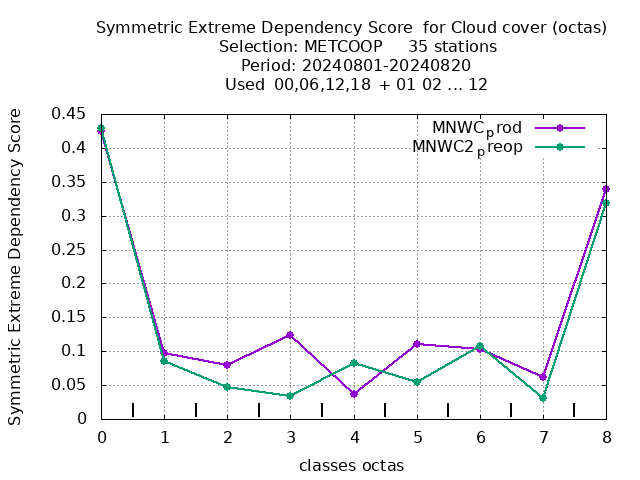 Symmetric Extreme Dependency Score  for Cloud cover (octas)
Selection: METCOOP     35 stations
Period: 20240801-20240820
Used  00,06,12,18 + 01 02 ... 12
Symmetric Extreme Dependency Score
0.45
0.4
0.35
0.3
0.25
0.2
0.15
0.1
0.05
0
MNWCprod
MNWC2preop
0 1 2 3 4 5 6 7 8
classes octas